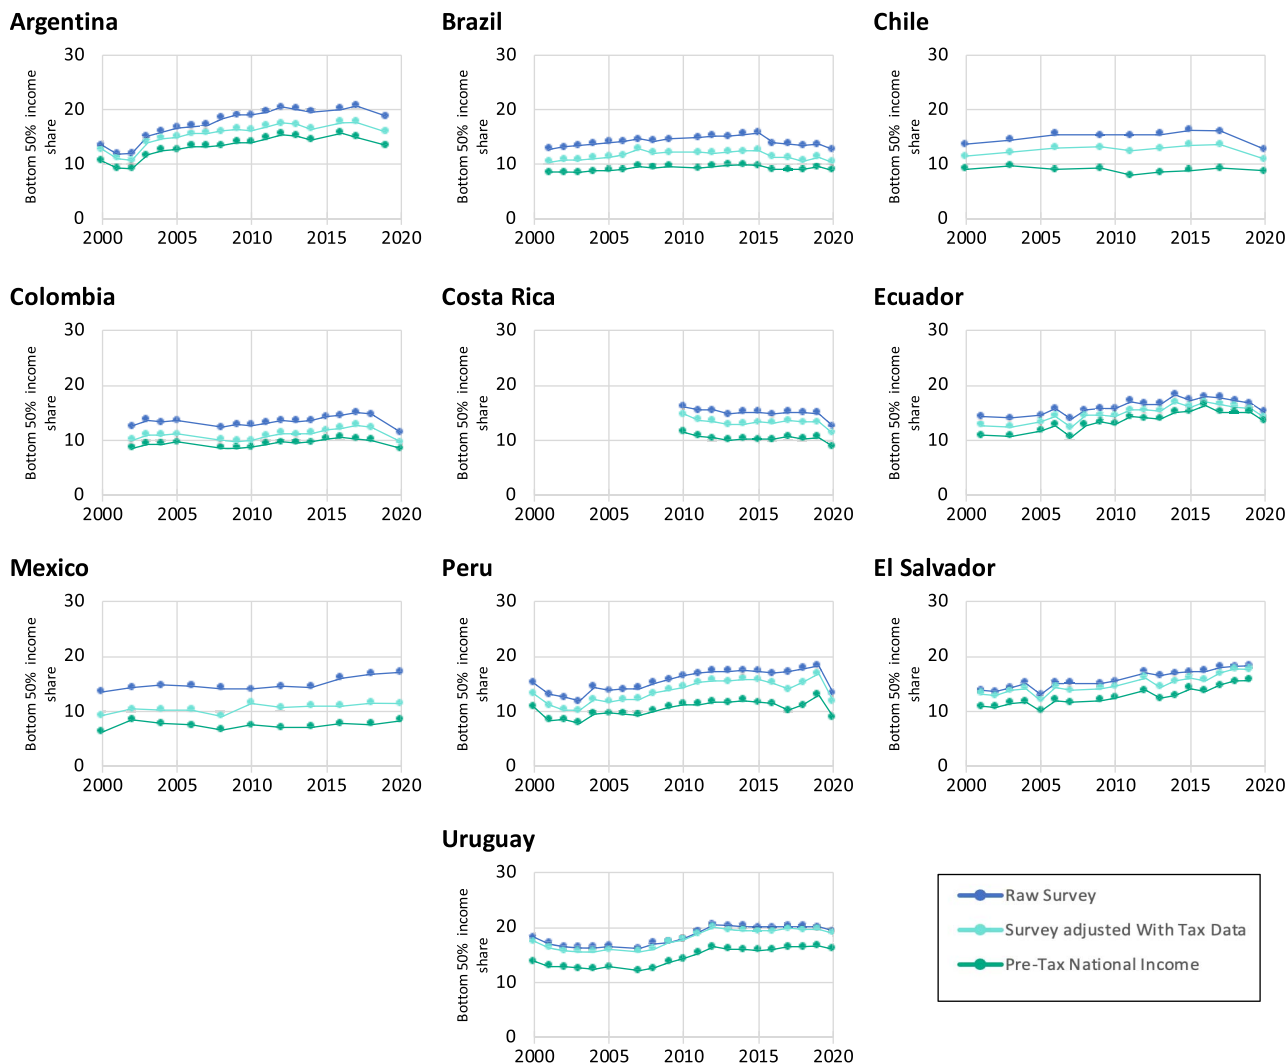 Argentina
Bottom 50% income
share
30
20
10
0
2000 2005 2010 2015 2020
Brazil
Bottom 50% income
share
30
20
10
0
2000 2005 2010 2015 2020
Chile
Bottom 50% income
share
30
20
10
0
2000 2005 2010 2015 2020
Colombia
Bottom 50% income
share
30
20
10
0
2000 2005 2010 2015 2020
Costa Rica
Bottom 50% income
share
30
20
10
0
2000 2005 2010 2015 2020
Ecuador
Bottom 50% income
share
30
20
10
0
2000 2005 2010 2015 2020
Mexico
Bottom 50% income
share
30
20
10
0
2000 2005 2010 2015 2020
Peru
Bottom 50% income
share
30
20
10
0
2000 2005 2010 2015 2020
El Salvador
Bottom 50% income
share
30
20
10
0
2000 2005 2010 2015 2020
Uruguay
Bottom 50% income
share
30
20
10
0
2000 2005 2010 2015 2020
Raw Survey
Survey adjusted With Tax Data
Pre-Tax National Income